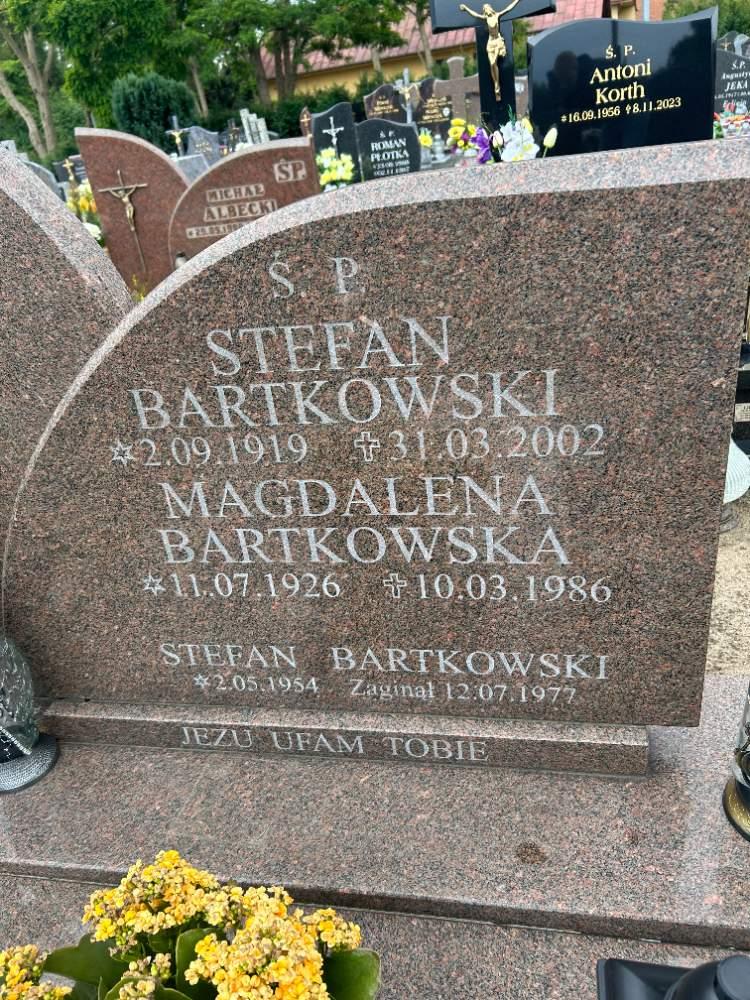 Ś. P.
Antoni
Korth
*16.09.1956 ✝8.11.2023
Ś. P.
JEKA
Ś. P.
ROMAN
PŁOTKA
MICHAŁ
ŚP.
ALBECKI
Ś. P.
STEFAN
BARTKOWSKI
☆2.09.1919 ✝31.03.2002
MAGDALENA
BARTKOWSKA
☆11.07.1926 ✝10.03.1986
STEFAN BARTKOWSKI
☆2.05.1954 Zaginął 12.07.1977
JEZU UFAM TOBIE